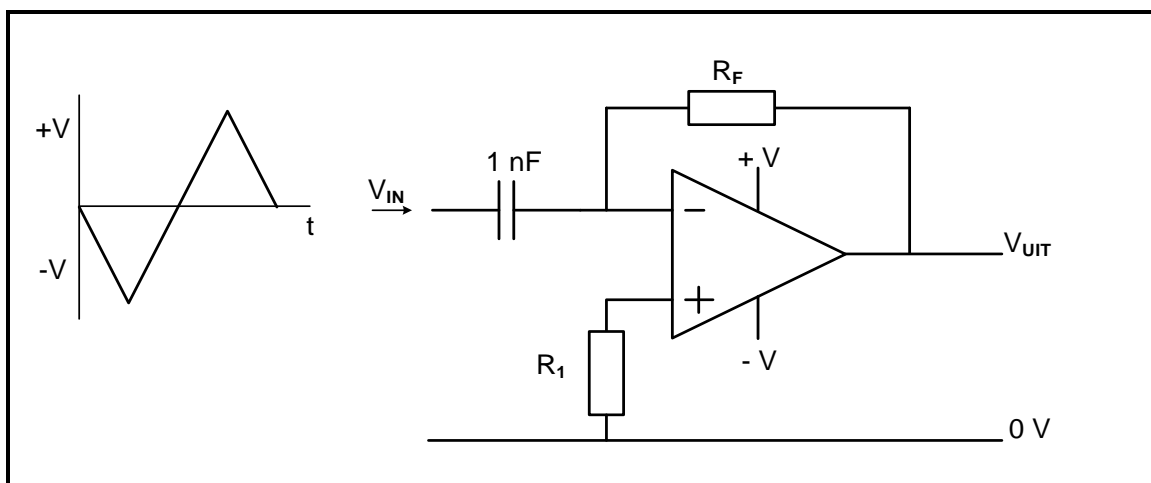 R_F
+V
+ V
1 nF
V_IN
−
t
-V
V_UIT
+
- V
R_1
0 V